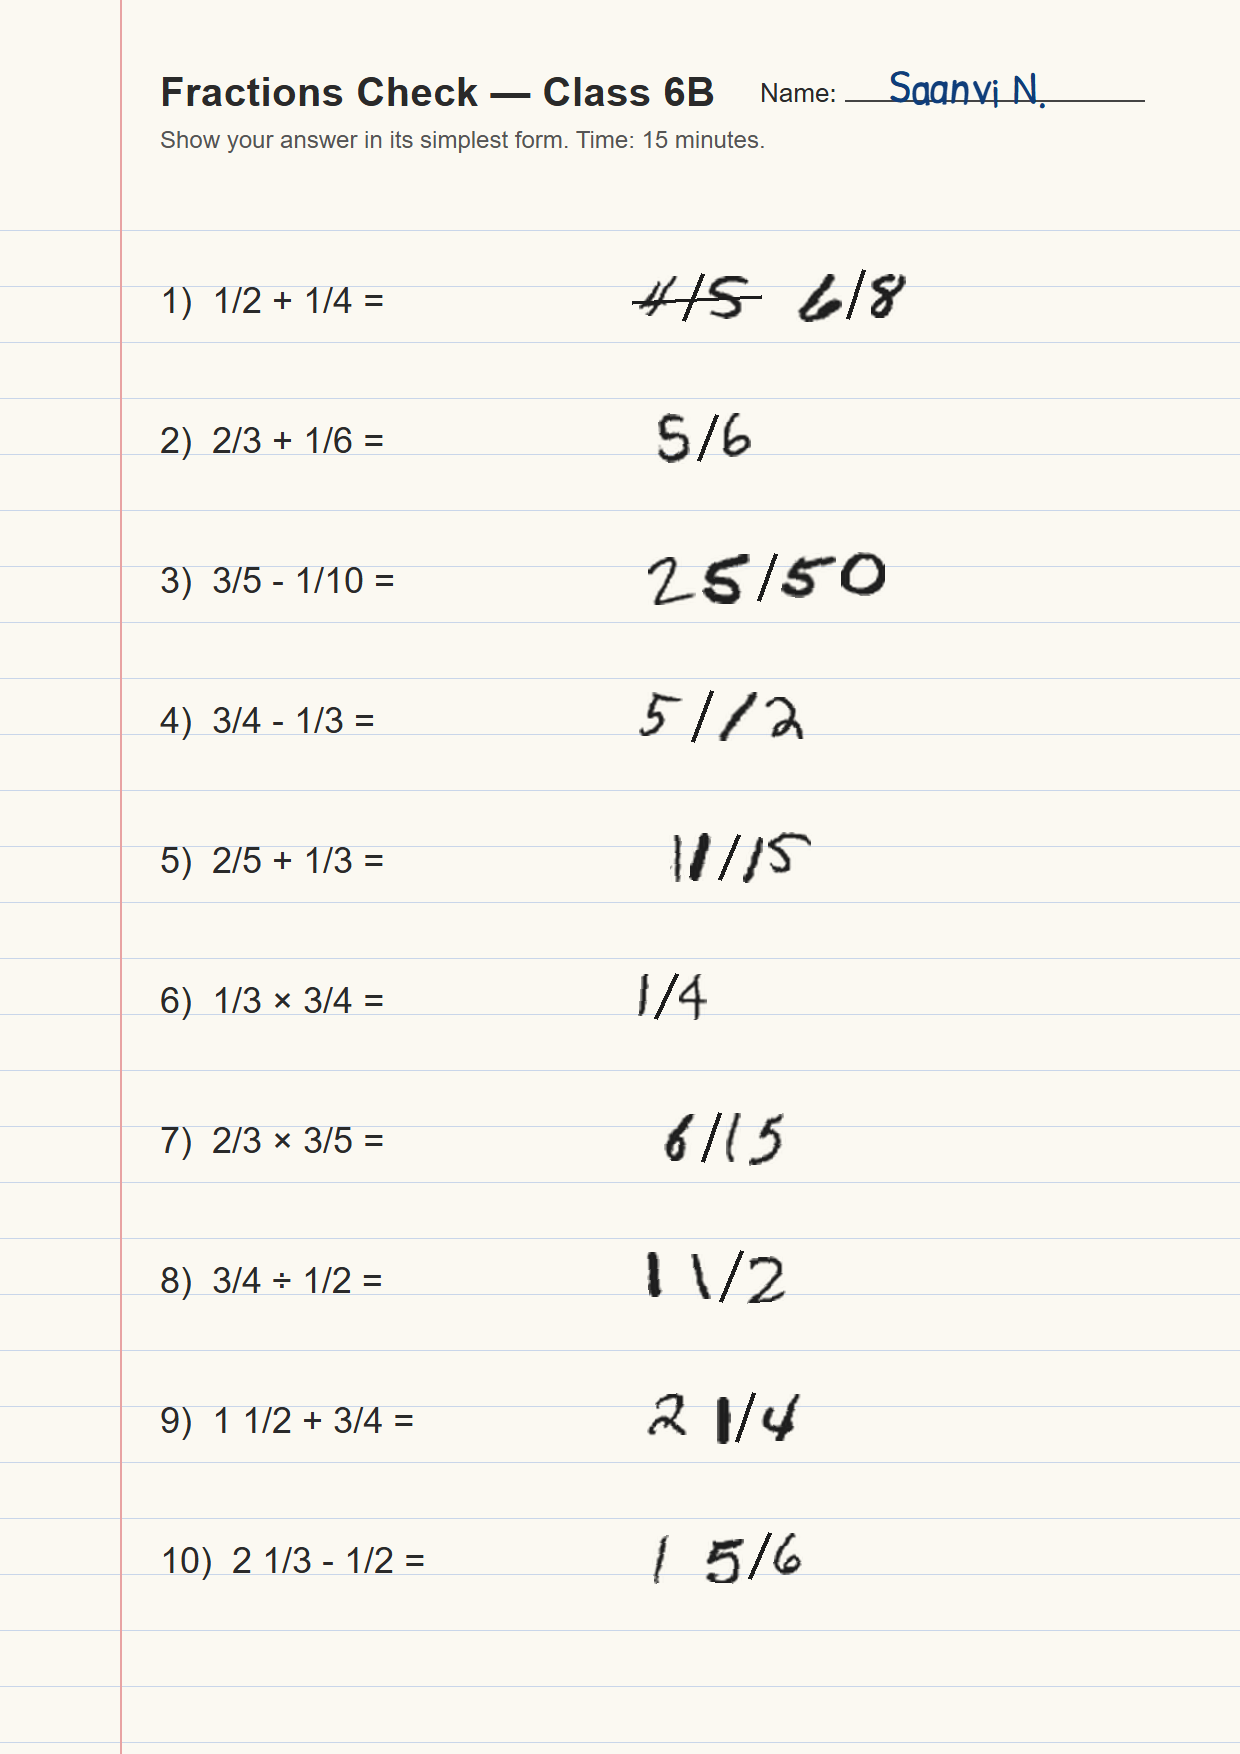 Fractions Check — Class 6B Name: Saanvi N.
Show your answer in its simplest form. Time: 15 minutes.
1) 1/2 + 1/4 = 4/5 6/8
2) 2/3 + 1/6 = 5/6
3) 3/5 - 1/10 = 25/50
4) 3/4 - 1/3 = 5/12
5) 2/5 + 1/3 = 11/15
6) 1/3 × 3/4 = 1/4
7) 2/3 × 3/5 = 6/15
8) 3/4 ÷ 1/2 = 1 1/2
9) 1 1/2 + 3/4 = 2 1/4
10) 2 1/3 - 1/2 = 1 5/6